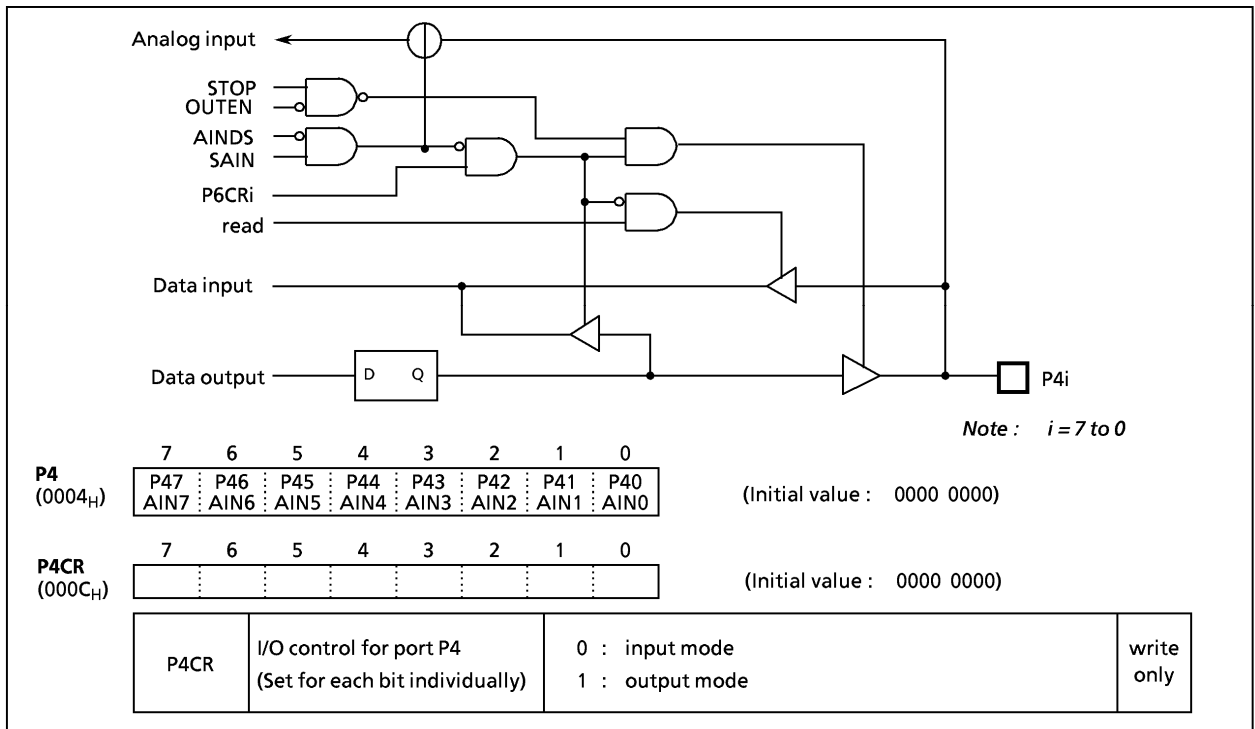 Analog input
STOP
OUTEN
AINDS
SAIN
P6CRi
read
Data input
Data output
D Q
P4i
Note : i = 7 to 0
7 6 5 4 3 2 1 0
P4
(0004H)
P47 P46 P45 P44 P43 P42 P41 P40
AIN7 AIN6 AIN5 AIN4 AIN3 AIN2 AIN1 AIN0
(Initial value : 0000 0000)
7 6 5 4 3 2 1 0
P4CR
(000CH)
(Initial value : 0000 0000)
P4CR
I/O control for port P4
(Set for each bit individually)
0 : input mode
1 : output mode
write
only